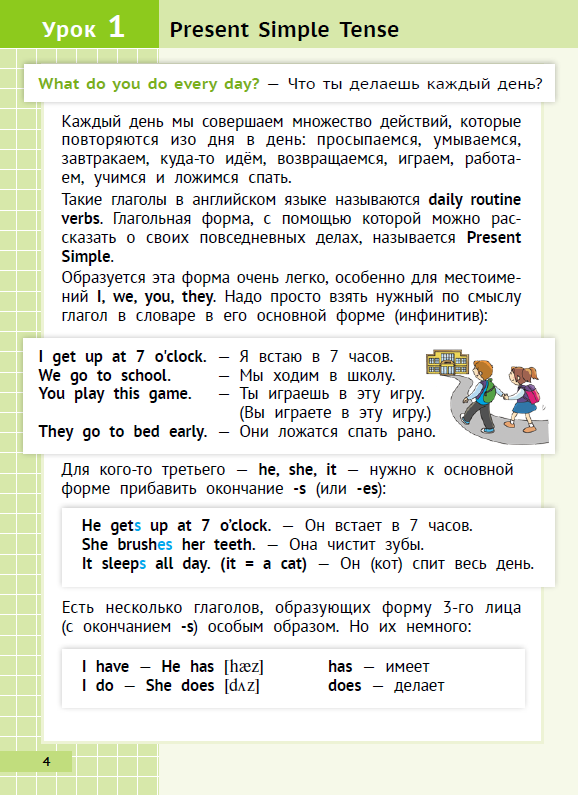 Урок 1
Present Simple Tense
What do you do every day? — Что ты делаешь каждый день?
Каждый день мы совершаем множество действий, которые
повторяются изо дня в день: просыпаемся, умываемся,
завтракаем, куда-то идём, возвращаемся, играем, работа-
ем, учимся и ложимся спать.
Такие глаголы в английском языке называются daily routine
verbs. Глагольная форма, с помощью которой можно рас-
сказать о своих повседневных делах, называется Present
Simple.
Образуется эта форма очень легко, особенно для местоиме-
ний I, we, you, they. Надо просто взять нужный по смыслу
глагол в словаре в его основной форме (инфинитив):
I get up at 7 o'clock. — Я встаю в 7 часов.
We go to school. — Мы ходим в школу.
You play this game. — Ты играешь в эту игру.
(Вы играете в эту игру.)
They go to bed early. — Они ложатся спать рано.
Для кого-то третьего — he, she, it — нужно к основной
форме прибавить окончание -s (или -es):
He gets up at 7 o'clock. — Он встает в 7 часов.
She brushes her teeth. — Она чистит зубы.
It sleeps all day. (it = a cat) — Он (кот) спит весь день.
Есть несколько глаголов, образующих форму 3-го лица
(с окончанием -s) особым образом. Но их немного:
I have — He has [hæz] has — имеет
I do — She does [dʌz] does — делает
4